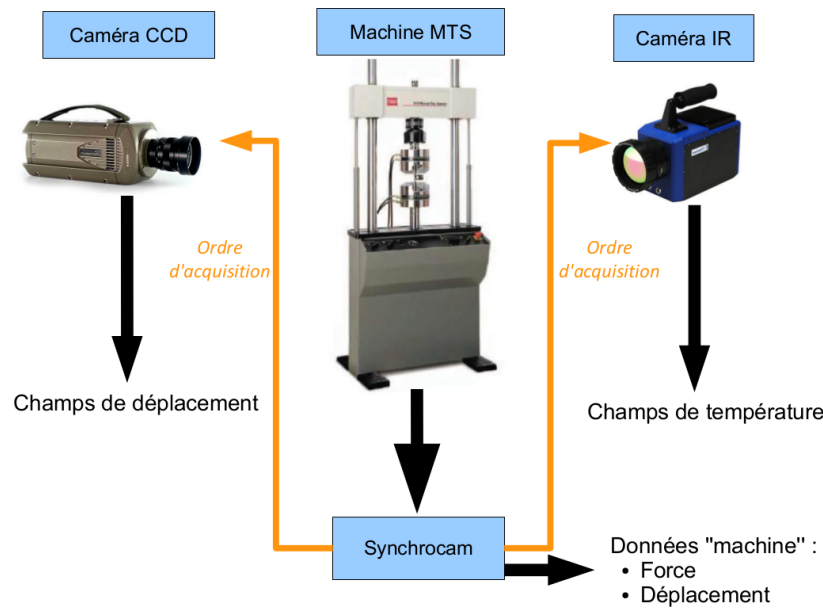 Caméra CCD
Machine MTS
Caméra IR
Ordre
d'acquisition
Ordre
d'acquisition
Champs de déplacement
Champs de température
Synchrocam
Données "machine" :
• Force
• Déplacement